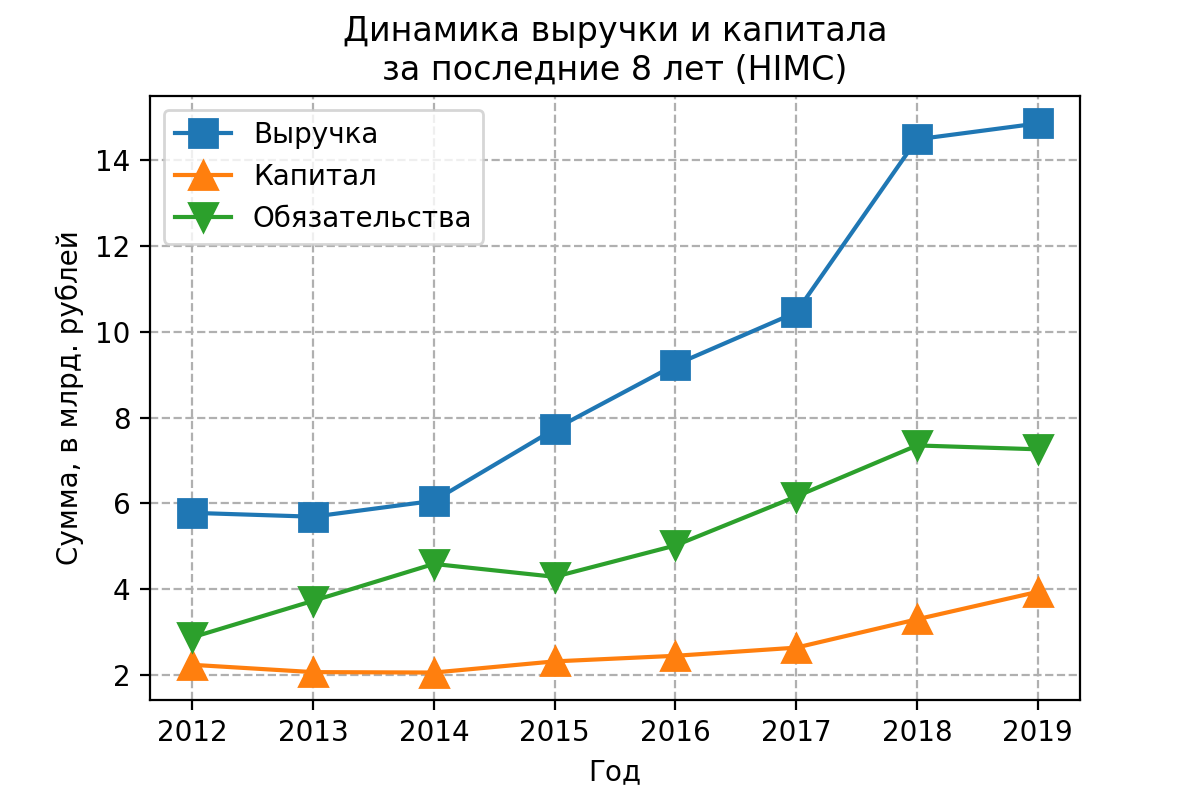 Динамика выручки и капитала
за последние 8 лет (HIMC)
Выручка
Капитал
Обязательства
Сумма, в млрд. рублей
14
12
10
8
6
4
2
2012 2013 2014 2015 2016 2017 2018 2019
Год